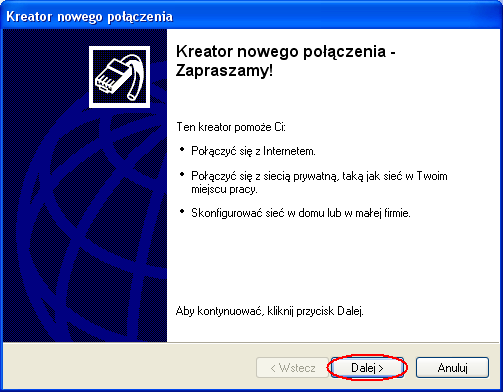 Kreator nowego połączenia
Kreator nowego połączenia -
Zapraszamy!
Ten kreator pomoże Ci:
• Połączyć się z Internetem.
• Połączyć się z siecią prywatną, taką jak sieć w Twoim
miejscu pracy.
• Skonfigurować sieć w domu lub w małej firmie.
Aby kontynuować, kliknij przycisk Dalej.
< Wstecz
Dalej >
Anuluj